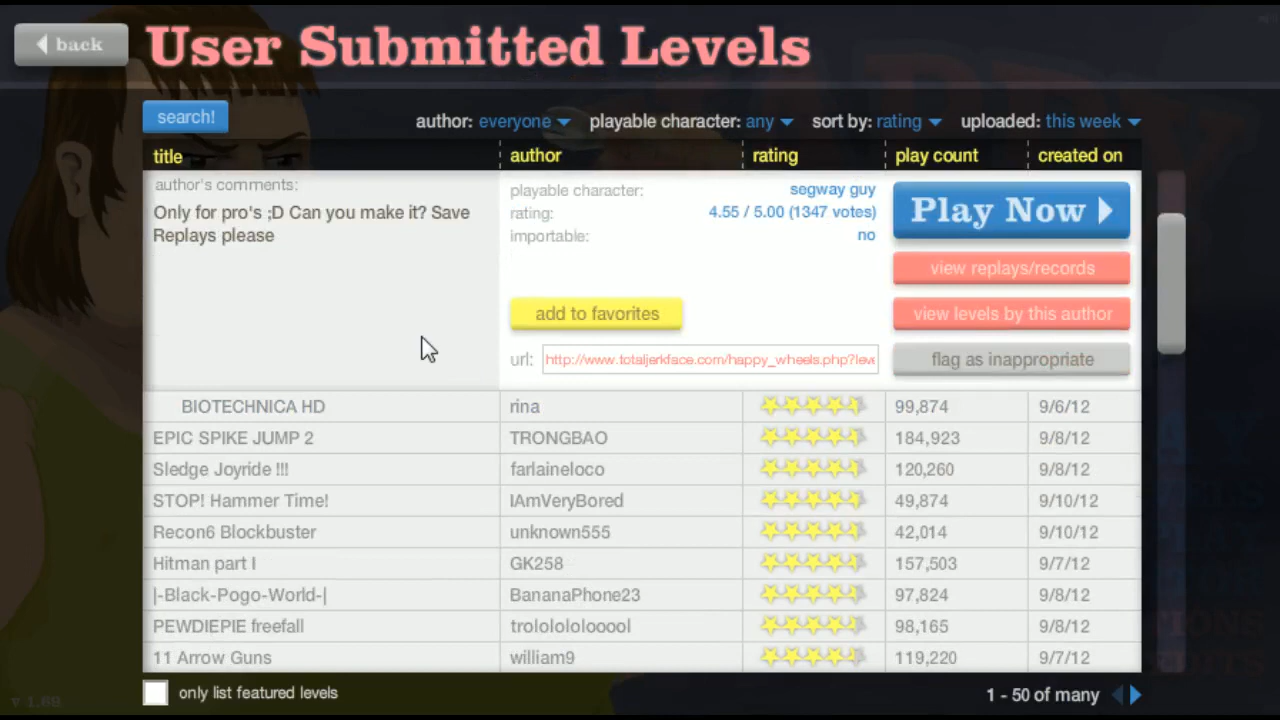 back
User Submitted Levels
search!
author: everyone playable character: any sort by: rating uploaded: this week
title author rating play count created on
author's comments:
Only for pro's ;D Can you make it? Save
Replays please
playable character: segway guy
rating: 4.55 / 5.00 (1347 votes)
importable: no
add to favorites
url: http://www.totaljerkface.com/happy_wheels.php?leve
Play Now
view replays/records
view levels by this author
flag as inappropriate
BIOTECHNICA HD rina 99,874 9/6/12
EPIC SPIKE JUMP 2 TRONGBAO 184,923 9/8/12
Sledge Joyride !!! farlaineloco 120,260 9/8/12
STOP! Hammer Time! IAmVeryBored 49,874 9/10/12
Recon6 Blockbuster unknown555 42,014 9/10/12
Hitman part I GK258 157,503 9/7/12
|-Black-Pogo-World-| BananaPhone23 97,824 9/8/12
PEWDIEPIE freefall trolololololooool 98,165 9/8/12
11 Arrow Guns william9 119,220 9/7/12
only list featured levels
1 - 50 of many
v 1.69